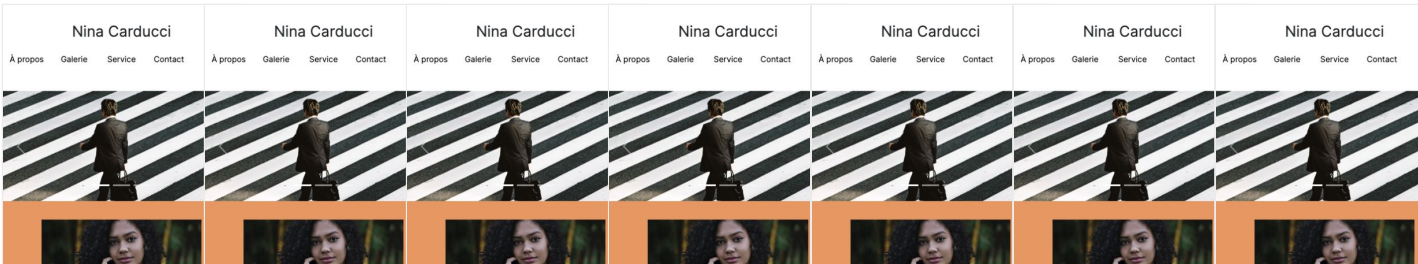 Nina Carducci Nina Carducci Nina Carducci Nina Carducci Nina Carducci Nina Carducci Nina Carducci
À propos Galerie Service Contact À propos Galerie Service Contact À propos Galerie Service Contact À propos Galerie Service Contact À propos Galerie Service Contact À propos Galerie Service Contact À propos Galerie Service Contact